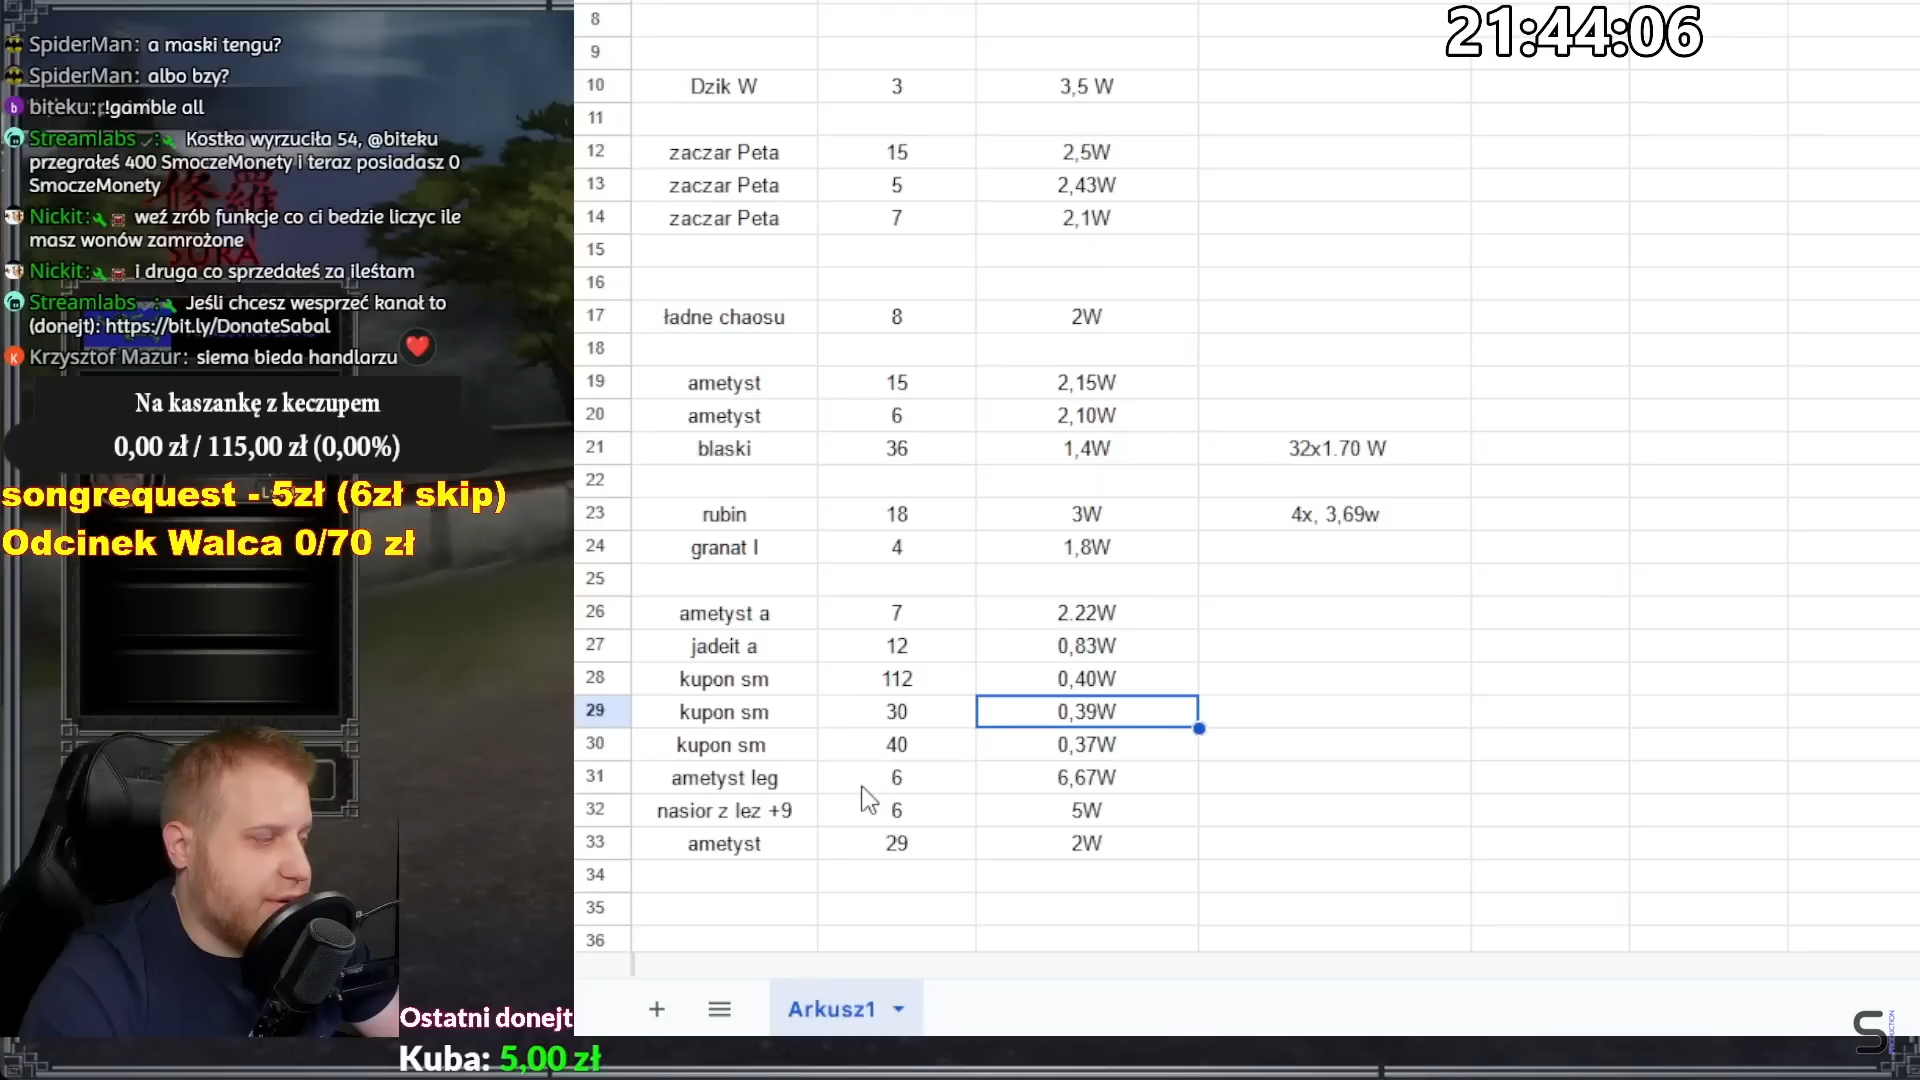 21:44:06
SpiderMan: a maski tengu?
SpiderMan: albo bzy?
biteku: !gamble all
Streamlabs: Kostka wyrzuciła 54, @biteku
przegrałeś 400 SmoczeMonety i teraz posiadasz 0
SmoczeMonety
Nickit: weź zrób funkcje co ci bedzie liczyc ile
masz wonów zamrożone
Nickit: i druga co sprzedałeś za ileśtam
Streamlabs: Jeśli chcesz wesprzeć kanał to
(donejt): https://bit.ly/DonateSabal
Krzysztof Mazur: siema bieda handlarzu
修羅
SURA
Na kaszankę z keczupem
0,00 zł / 115,00 zł (0,00%)
songrequest - 5zł (6zł skip)
Odcinek Walca 0/70 zł
8
9
10 Dzik W 3 3,5 W
11
12 zaczar Peta 15 2,5W
13 zaczar Peta 5 2,43W
14 zaczar Peta 7 2,1W
15
16
17 ładne chaosu 8 2W
18
19 ametyst 15 2,15W
20 ametyst 6 2,10W
21 blaski 36 1,4W 32x1.70 W
22
23 rubin 18 3W 4x, 3,69w
24 granat l 4 1,8W
25
26 ametyst a 7 2.22W
27 jadeit a 12 0,83W
28 kupon sm 112 0,40W
29 kupon sm 30 0,39W
30 kupon sm 40 0,37W
31 ametyst leg 6 6,67W
32 nasior z lez +9 6 5W
33 ametyst 29 2W
34
35
36
+ Arkusz1
Ostatni donejt
Kuba: 5,00 zł
S PRODUCTION